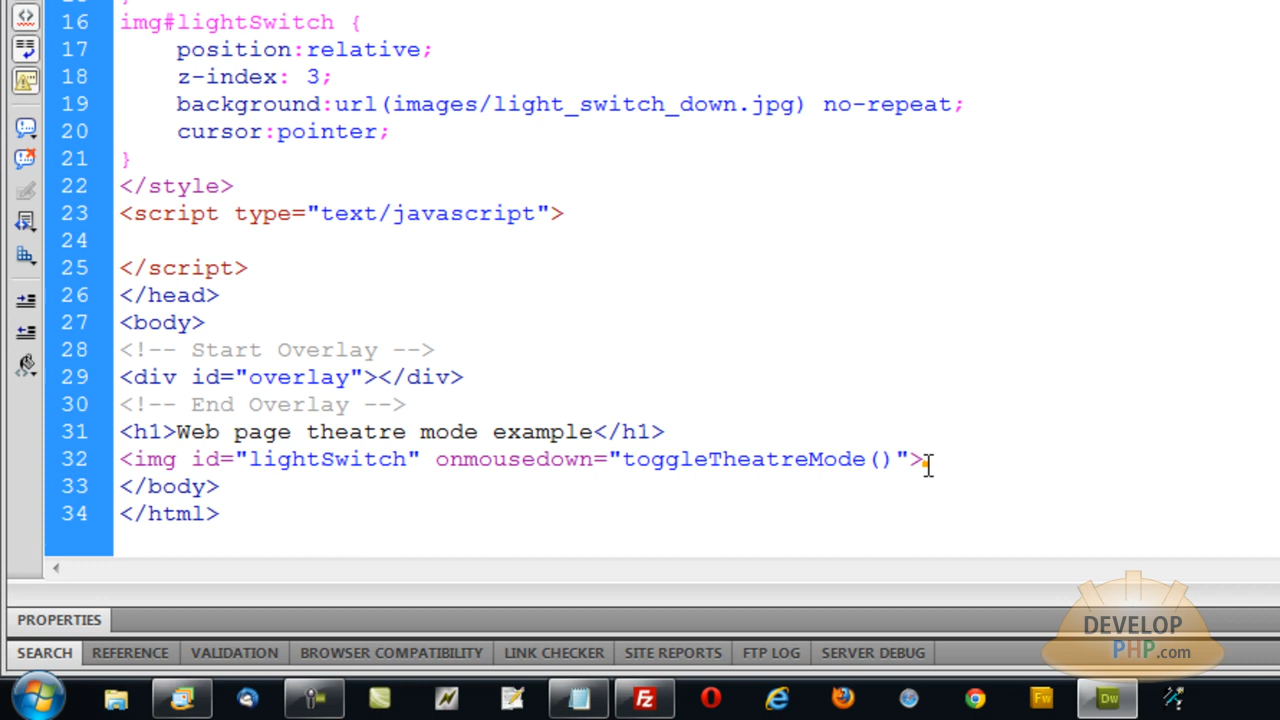 16 img#lightSwitch {
17 position:relative;
18 z-index: 3;
19 background:url(images/light_switch_down.jpg) no-repeat;
20 cursor:pointer;
21 }
22 </style>
23 <script type="text/javascript">
24
25 </script>
26 </head>
27 <body>
28 <!-- Start Overlay -->
29 <div id="overlay"></div>
30 <!-- End Overlay -->
31 <h1>Web page theatre mode example</h1>
32 <img id="lightSwitch" onmousedown="toggleTheatreMode()">
33 </body>
34 </html>
DEVELOP
PHP.com
PROPERTIES
SEARCH REFERENCE VALIDATION BROWSER COMPATIBILITY LINK CHECKER SITE REPORTS FTP LOG SERVER DEBUG
Fz Fw Dw